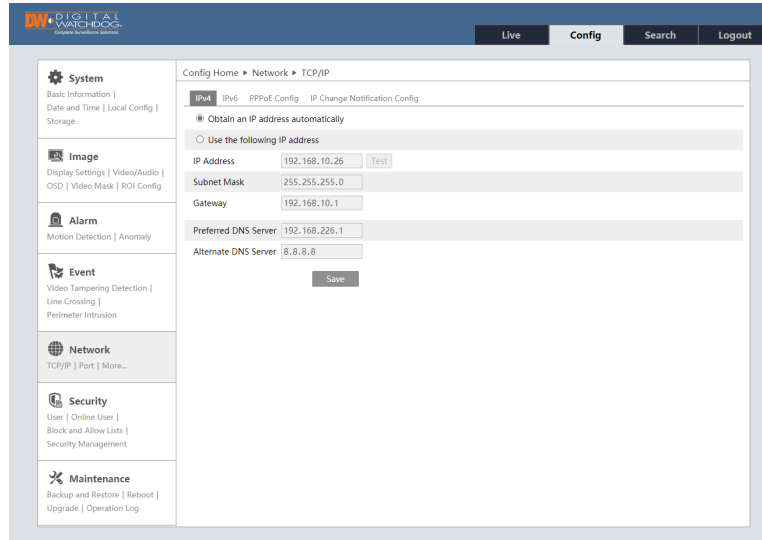 DW DIGITAL
WATCHDOG®
Complete Surveillance Solutions
Live Config Search Logout
System
Basic Information |
Date and Time | Local Config |
Storage
Image
Display Settings | Video/Audio |
OSD | Video Mask | ROI Config
Alarm
Motion Detection | Anomaly
Event
Video Tampering Detection |
Line Crossing |
Perimeter Intrusion
Network
TCP/IP | Port | More...
Security
User | Online User |
Block and Allow Lists |
Security Management
Maintenance
Backup and Restore | Reboot |
Upgrade | Operation Log
Config Home ▶ Network ▶ TCP/IP
IPv4 IPv6 PPPoE Config IP Change Notification Config
Obtain an IP address automatically
Use the following IP address
IP Address 192.168.10.26 Test
Subnet Mask 255.255.255.0
Gateway 192.168.10.1
Preferred DNS Server 192.168.226.1
Alternate DNS Server 8.8.8.8
Save